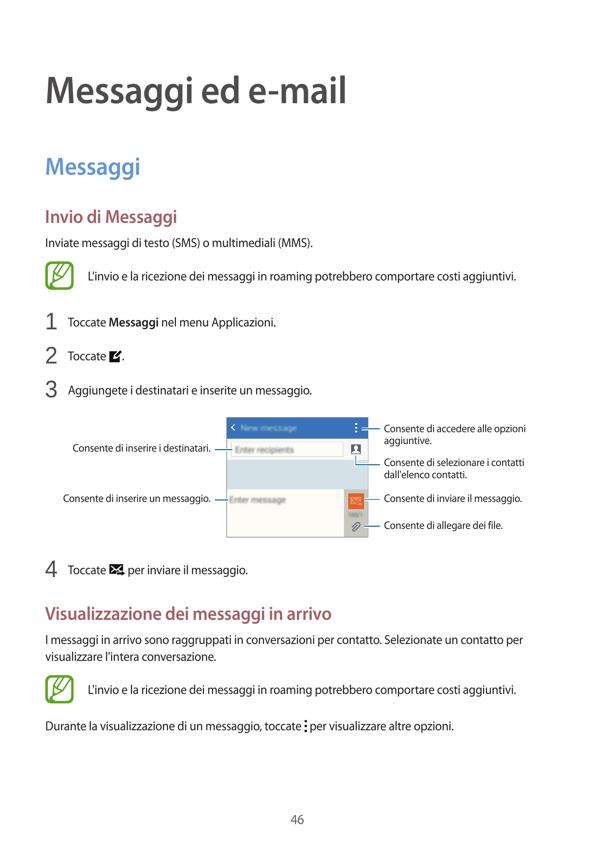 Messaggi ed e-mail
Messaggi
Invio di Messaggi
Inviate messaggi di testo (SMS) o multimediali (MMS).
L'invio e la ricezione dei messaggi in roaming potrebbero comportare costi aggiuntivi.
1 Toccate Messaggi nel menu Applicazioni.
2 Toccate .
3 Aggiungete i destinatari e inserite un messaggio.
New message
Consente di accedere alle opzioni
aggiuntive.
Consente di inserire i destinatari.
Enter recipients
Consente di selezionare i contatti
dall'elenco contatti.
Consente di inserire un messaggio.
Enter message
Consente di inviare il messaggio.
Consente di allegare dei file.
4 Toccate per inviare il messaggio.
Visualizzazione dei messaggi in arrivo
I messaggi in arrivo sono raggruppati in conversazioni per contatto. Selezionate un contatto per
visualizzare l'intera conversazione.
L'invio e la ricezione dei messaggi in roaming potrebbero comportare costi aggiuntivi.
Durante la visualizzazione di un messaggio, toccate per visualizzare altre opzioni.
46